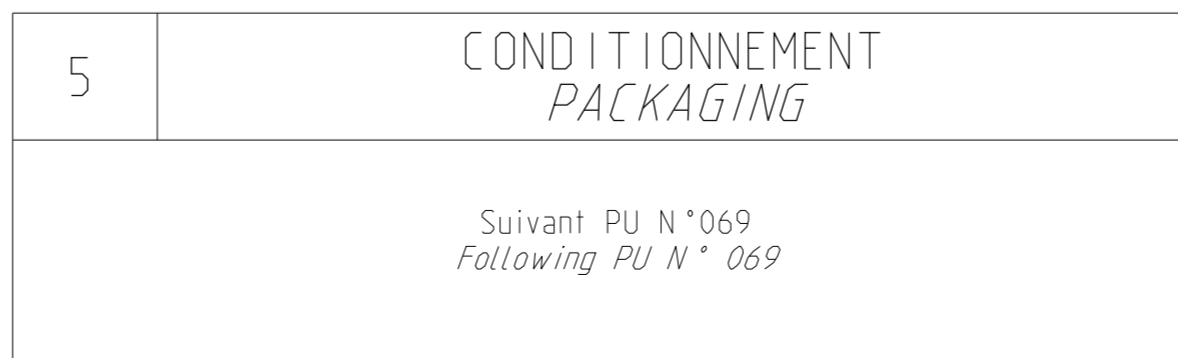 5
CONDITIONNEMENT
PACKAGING
Suivant PU N°069
Following PU N° 069